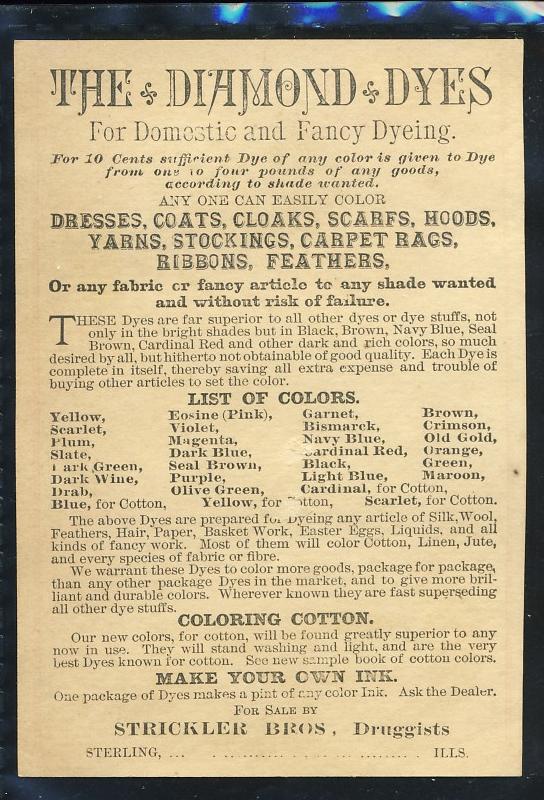 THE DIAMOND DYES
For Domestic and Fancy Dyeing.
For 10 Cents sufficient Dye of any color is given to Dye
from one to four pounds of any goods,
according to shade wanted.
ANY ONE CAN EASILY COLOR
DRESSES, COATS, CLOAKS, SCARFS, HOODS,
YARNS, STOCKINGS, CARPET RAGS,
RIBBONS, FEATHERS,
Or any fabric or fancy article to any shade wanted
and without risk of failure.
THESE Dyes are far superior to all other dyes or dye stuffs, not
only in the bright shades but in Black, Brown, Navy Blue, Seal
Brown, Cardinal Red and other dark and rich colors, so much
desired by all, but hitherto not obtainable of good quality. Each Dye is
complete in itself, thereby saving all extra expense and trouble of
buying other articles to set the color.
LIST OF COLORS.
Yellow, Eosine (Pink), Garnet, Brown,
Scarlet, Violet, Bismarck, Crimson,
Plum, Magenta, Navy Blue, Old Gold,
Slate, Dark Blue, Cardinal Red, Orange,
Dark Green, Seal Brown, Black, Green,
Dark Wine, Purple, Light Blue, Maroon,
Drab, Olive Green, Cardinal, for Cotton,
Blue, for Cotton, Yellow, for Cotton, Scarlet, for Cotton.
The above Dyes are prepared for Dyeing any article of Silk, Wool,
Feathers, Hair, Paper, Basket Work, Easter Eggs, Liquids, and all
kinds of fancy work. Most of them will color Cotton, Linen, Jute,
and every species of fabric or fibre.
We warrant these Dyes to color more goods, package for package,
than any other package Dyes in the market, and to give more bril-
liant and durable colors. Wherever known they are fast superseding
all other dye stuffs.
COLORING COTTON.
Our new colors, for cotton, will be found greatly superior to any
now in use. They will stand washing and light, and are the very
best Dyes known for cotton. See new sample book of cotton colors.
MAKE YOUR OWN INK.
One package of Dyes makes a pint of any color Ink. Ask the Dealer.
FOR SALE BY
STRICKLER BROS, Druggists
STERLING, ... ILLS.